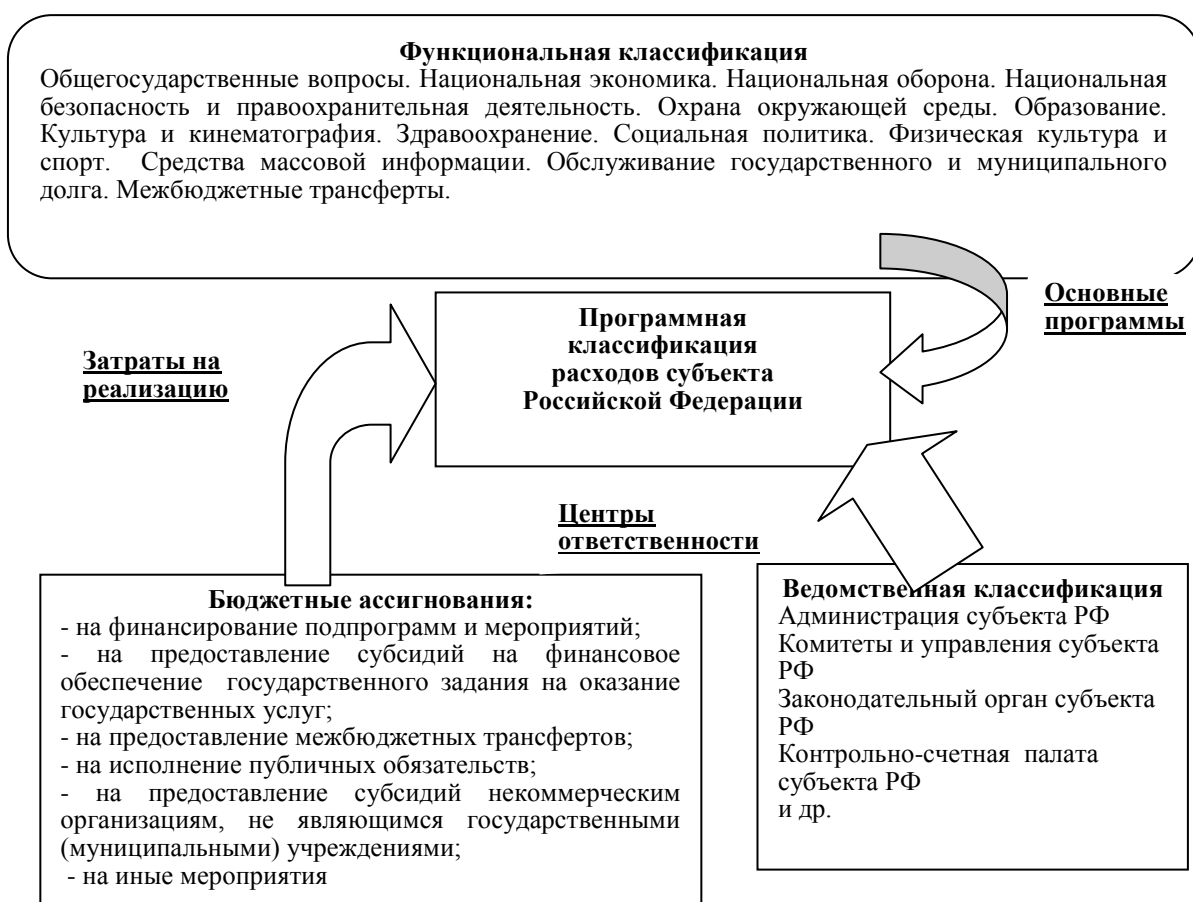 Функциональная классификация
Общегосударственные вопросы. Национальная экономика. Национальная оборона. Национальная
безопасность и правоохранительная деятельность. Охрана окружающей среды. Образование.
Культура и кинематография. Здравоохранение. Социальная политика. Физическая культура и
спорт. Средства массовой информации. Обслуживание государственного и муниципального
долга. Межбюджетные трансферты.
Основные
программы
Программная
классификация
расходов субъекта
Российской Федерации
Затраты на
реализацию
Центры
ответственности
Бюджетные ассигнования:
- на финансирование подпрограмм и мероприятий;
- на предоставление субсидий на финансовое
обеспечение государственного задания на оказание
государственных услуг;
- на предоставление межбюджетных трансфертов;
- на исполнение публичных обязательств;
- на предоставление субсидий некоммерческим
организациям, не являющимся государственными
(муниципальными) учреждениями;
- на иные мероприятия
Ведомственная классификация
Администрация субъекта РФ
Комитеты и управления субъекта
РФ
Законодательный орган субъекта
РФ
Контрольно-счетная палата
субъекта РФ
и др.